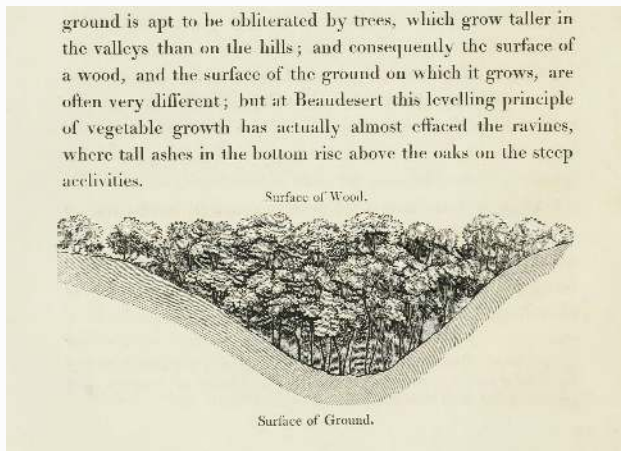 ground is apt to be obliterated by trees, which grow taller in
the valleys than on the hills; and consequently the surface of
a wood, and the surface of the ground on which it grows, are
often very different; but at Beaudesert this levelling principle
of vegetable growth has actually almost effaced the ravines,
where tall ashes in the bottom rise above the oaks on the steep
acclivities.
Surface of Wood.
Surface of Ground.